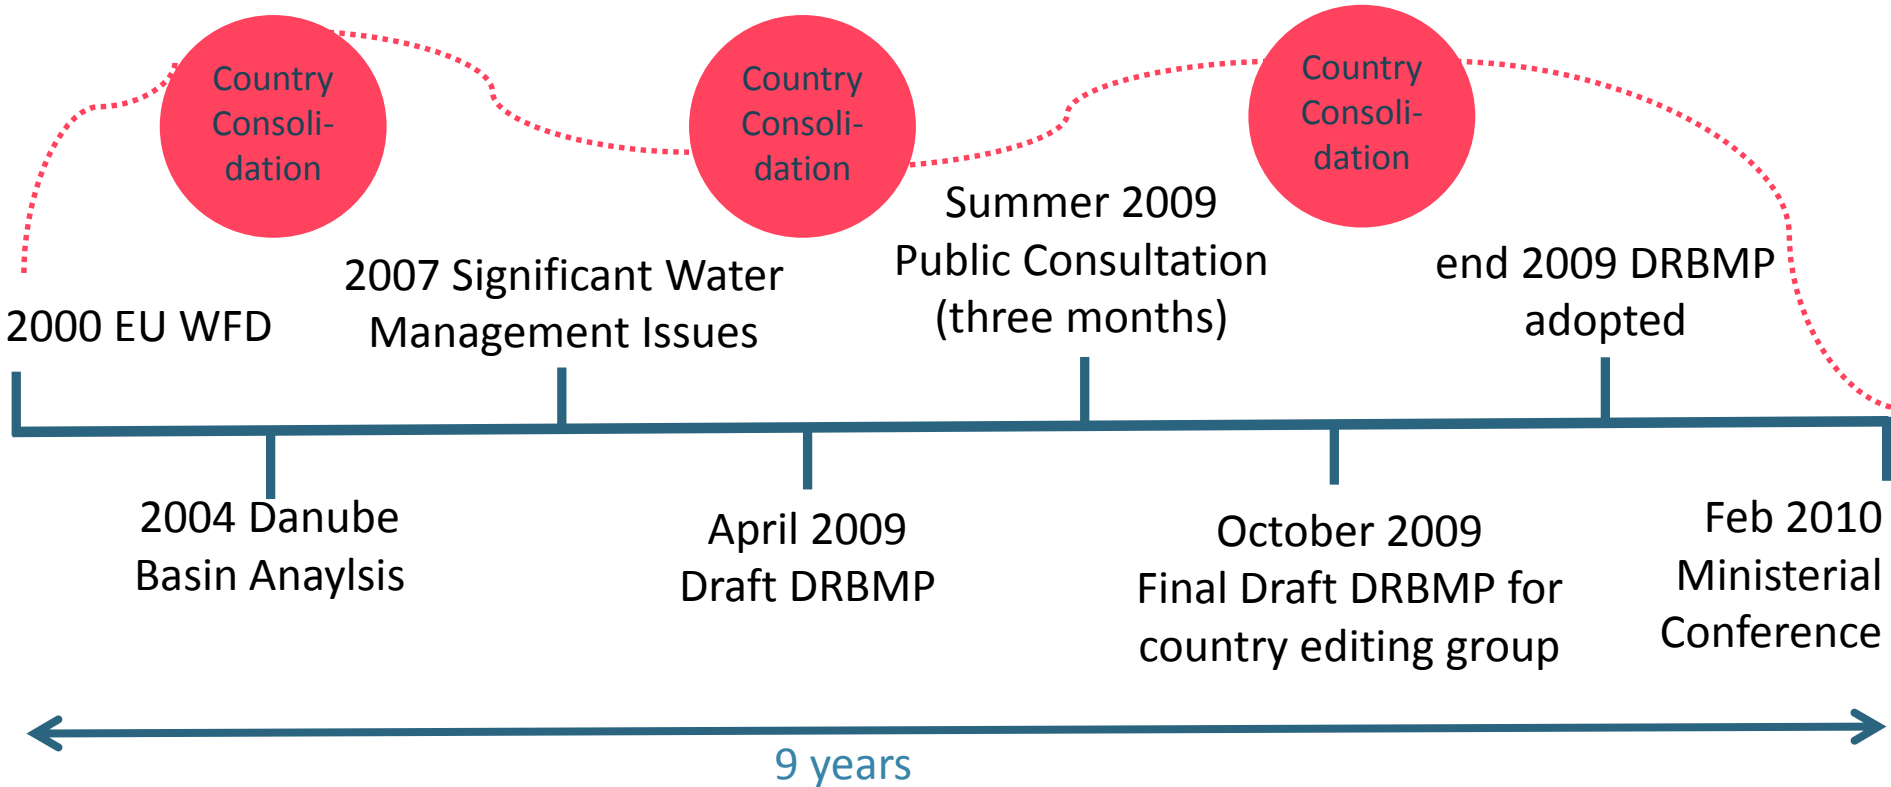 Country
Consoli-
dation
Country
Consoli-
dation
Country
Consoli-
dation
2000 EU WFD
2007 Significant Water
Management Issues
Summer 2009
Public Consultation
(three months)
end 2009 DRBMP
adopted
2004 Danube
Basin Anaylsis
April 2009
Draft DRBMP
October 2009
Final Draft DRBMP for
country editing group
Feb 2010
Ministerial
Conference
9 years